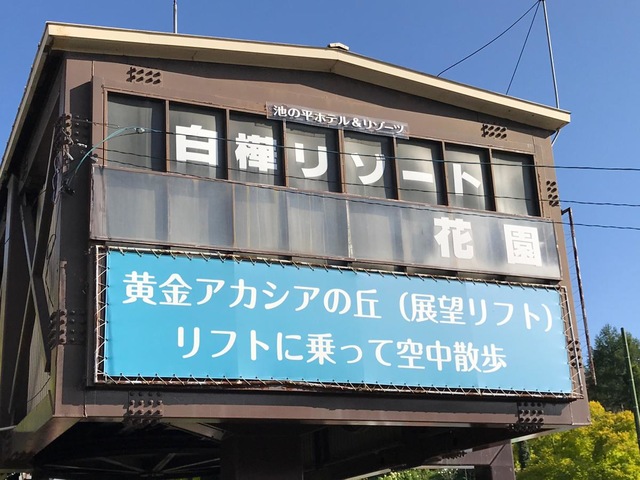 池の平ホテル&リゾーツ
白樺リゾート
花園
黄金アカシアの丘（展望リフト）
リフトに乗って空中散歩